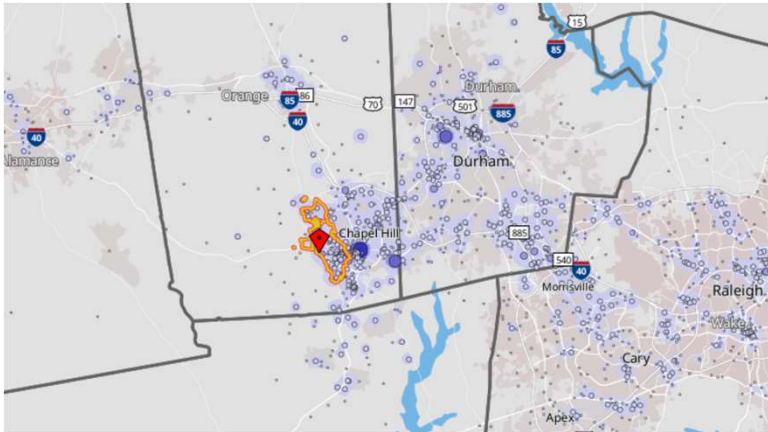 15
85
Durham
Orange
85
86
70
147
501
885
40
40
lamance
Durham
Chapel Hill
885
540
40
Morrisville
Raleigh
Wake
Cary
Apex